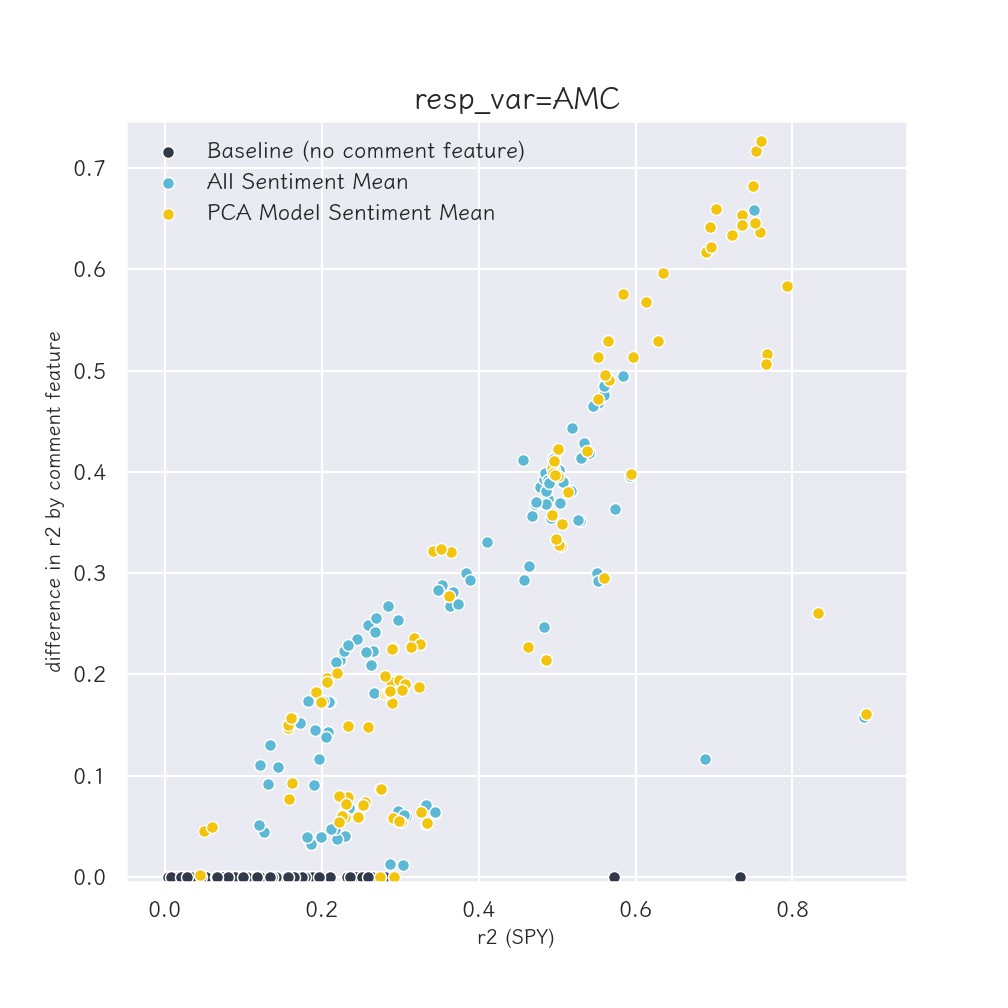 resp_var=AMC
Baseline (no comment feature)
All Sentiment Mean
PCA Model Sentiment Mean
difference in r2 by comment feature
0.7
0.6
0.5
0.4
0.3
0.2
0.1
0.0
0.0 0.2 0.4 0.6 0.8
r2 (SPY)